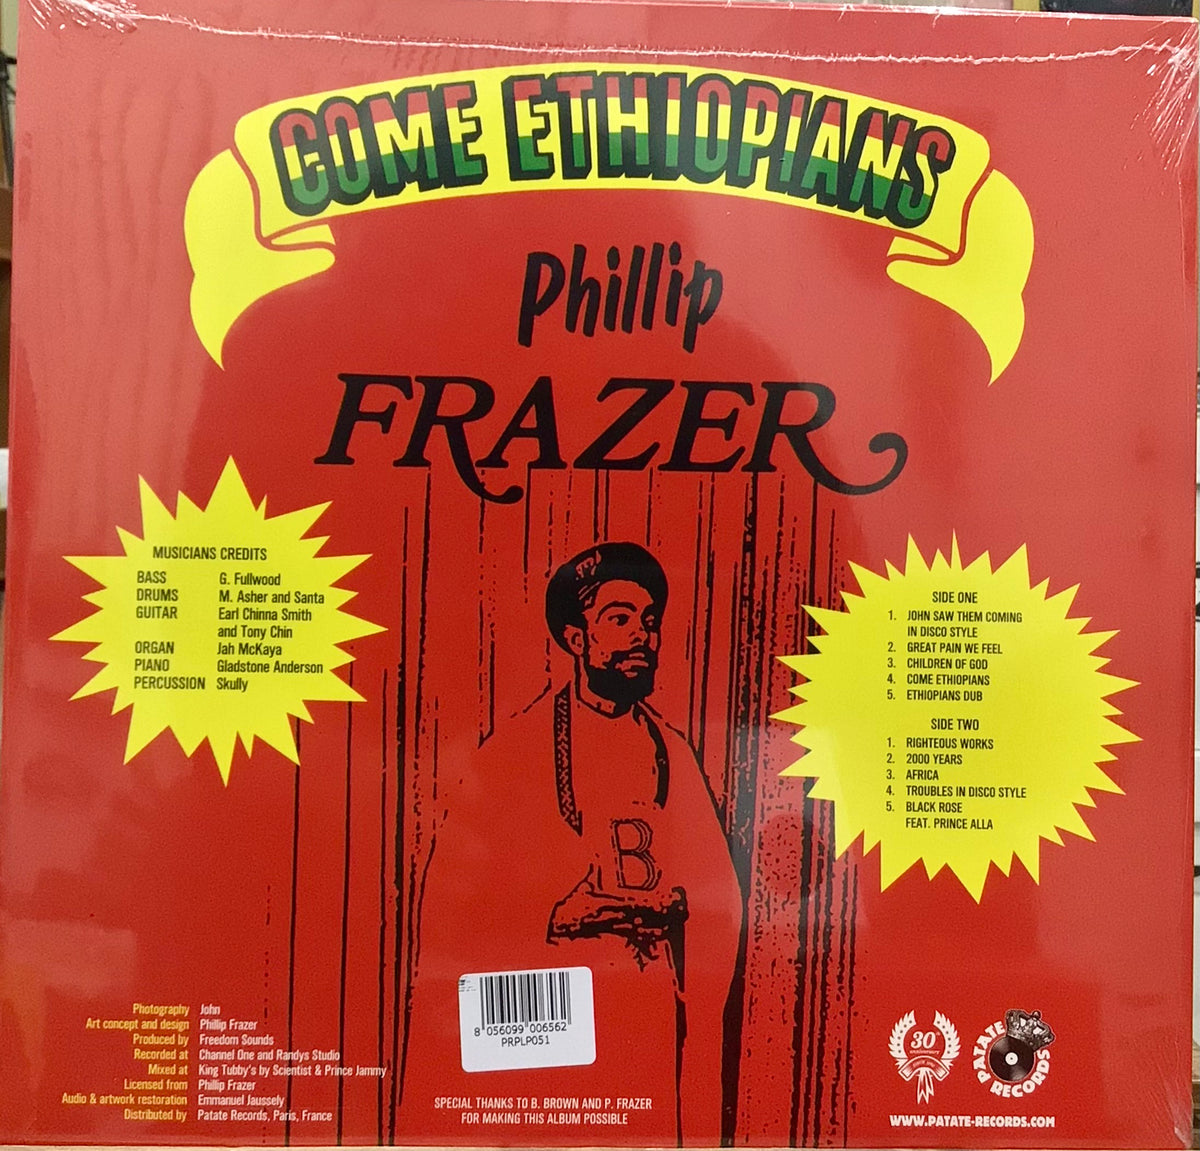 COME ETHIOPIANS
Phillip
FRAZER
MUSICIANS CREDITS
BASS G. Fullwood
DRUMS M. Asher and Santa
GUITAR Earl Chinna Smith
and Tony Chin
ORGAN Jah McKaya
PIANO Gladstone Anderson
PERCUSSION Skully
SIDE ONE
1. JOHN SAW THEM COMING
IN DISCO STYLE
2. GREAT PAIN WE FEEL
3. CHILDREN OF GOD
4. COME ETHIOPIANS
5. ETHIOPIANS DUB
SIDE TWO
1. RIGHTEOUS WORKS
2. 2000 YEARS
3. AFRICA
4. TROUBLES IN DISCO STYLE
5. BLACK ROSE
FEAT. PRINCE ALLA
B
Photography John
Art concept and design Phillip Frazer
Produced by Freedom Sounds
Recorded at Channel One and Randys Studio
Mixed at King Tubby's by Scientist & Prince Jammy
Licensed from Phillip Frazer
Audio & artwork restoration Emmanuel Jaussely
Distributed by Patate Records, Paris, France
8 056099 006562
PRPLP051
SPECIAL THANKS TO B. BROWN AND P. FRAZER
FOR MAKING THIS ALBUM POSSIBLE
30
anniversary
PATATE RECORDS
WWW.PATATE-RECORDS.COM